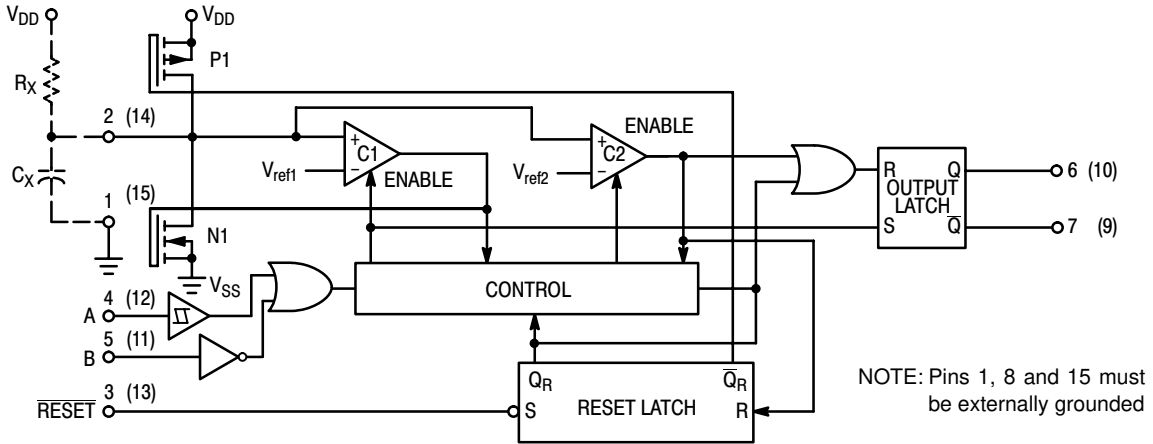 VDD
VDD
P1
RX
2 (14)
+
C1
−
Vref1
ENABLE
+
C2
−
Vref2
ENABLE
CX
1 (15)
N1
VSS
R Q
OUTPUT
LATCH
S Q̅
6 (10)
7 (9)
4 (12)
A
5 (11)
B
CONTROL
3 (13)
R̅E̅S̅E̅T̅
QR Q̅R
S RESET LATCH R
NOTE: Pins 1, 8 and 15 must
be externally grounded